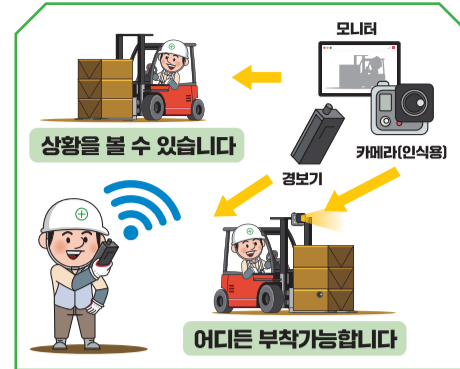 모니터
상황을 볼 수 있습니다
카메라(인식용)
경보기
어디든 부착가능합니다